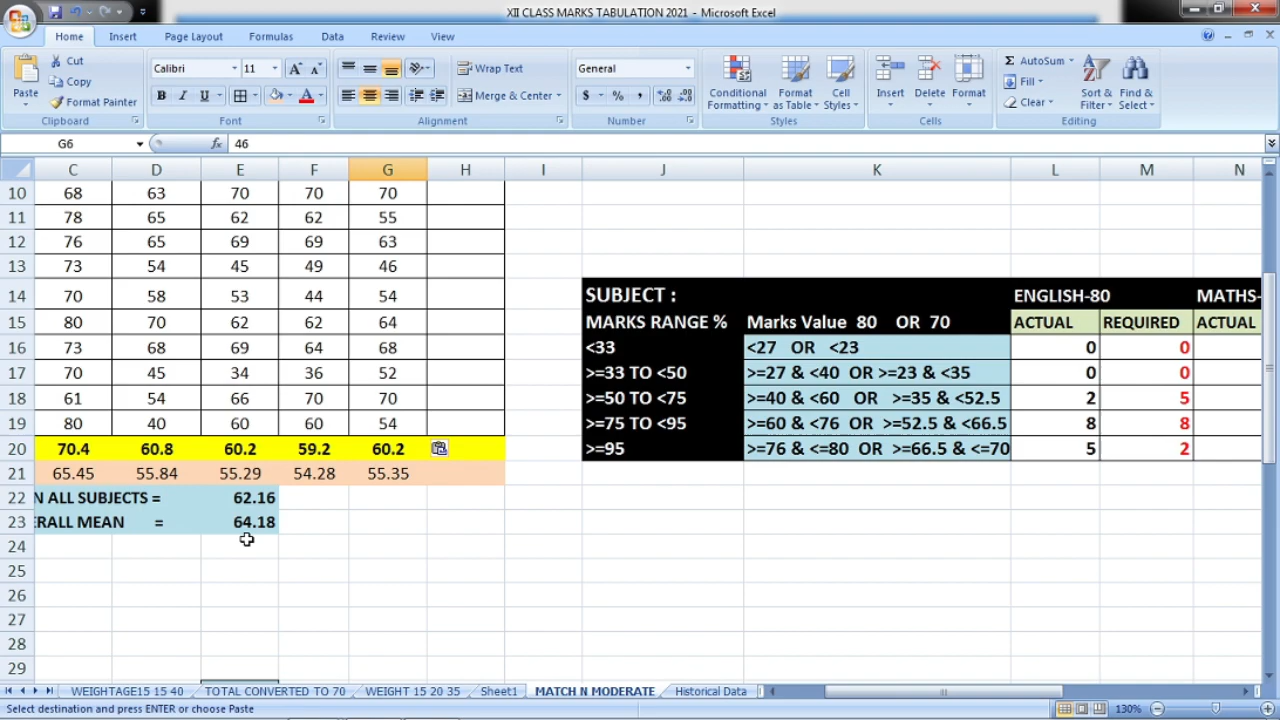 XII CLASS MARKS TABULATION 2021 - Microsoft Excel
Home Insert Page Layout Formulas Data Review View
Paste Cut Copy Format Painter
Calibri 11
B I U A
Wrap Text
Merge & Center
General
$ % ,
Conditional Formatting Format as Table Cell Styles
Insert Delete Format
Σ AutoSum Fill Clear
Sort & Filter Find & Select
Clipboard Font Alignment Number Styles Cells Editing
G6 fx 46
C D E F G H I J K L M N
10 68 63 70 70 70
11 78 65 62 62 55
12 76 65 69 69 63
13 73 54 45 49 46
14 70 58 53 44 54 SUBJECT : ENGLISH-80 MATHS-
15 80 70 62 62 64 MARKS RANGE % Marks Value 80 OR 70 ACTUAL REQUIRED ACTUAL
16 73 68 69 64 68 <33 <27 OR <23 0 0
17 70 45 34 36 52 >=33 TO <50 >=27 & <40 OR >=23 & <35 0 0
18 61 54 66 70 70 >=50 TO <75 >=40 & <60 OR >=35 & <52.5 2 5
19 80 40 60 60 54 >=75 TO <95 >=60 & <76 OR >=52.5 & <66.5 8 8
20 70.4 60.8 60.2 59.2 60.2 >=95 >=76 & <=80 OR >=66.5 & <=70 5 2
21 65.45 55.84 55.29 54.28 55.35
22 N ALL SUBJECTS = 62.16
23 ERALL MEAN = 64.18
24
25
26
27
28
29
WEIGHTAGE15 15 40 TOTAL CONVERTED TO 70 WEIGHT 15 20 35 Sheet1 MATCH N MODERATE Historical Data
Select destination and press ENTER or choose Paste 130%